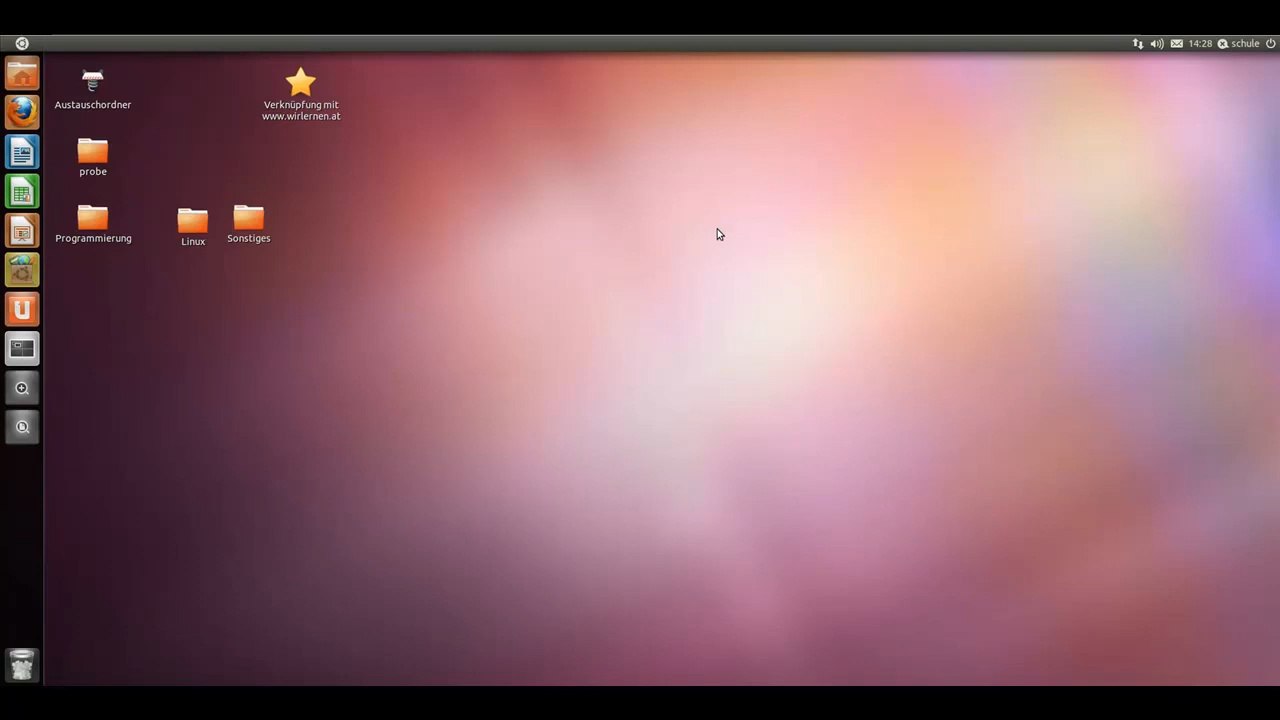 14:28 schule
Austauschordner
Verknüpfung mit
www.wirlernen.at
probe
Programmierung
Linux
Sonstiges